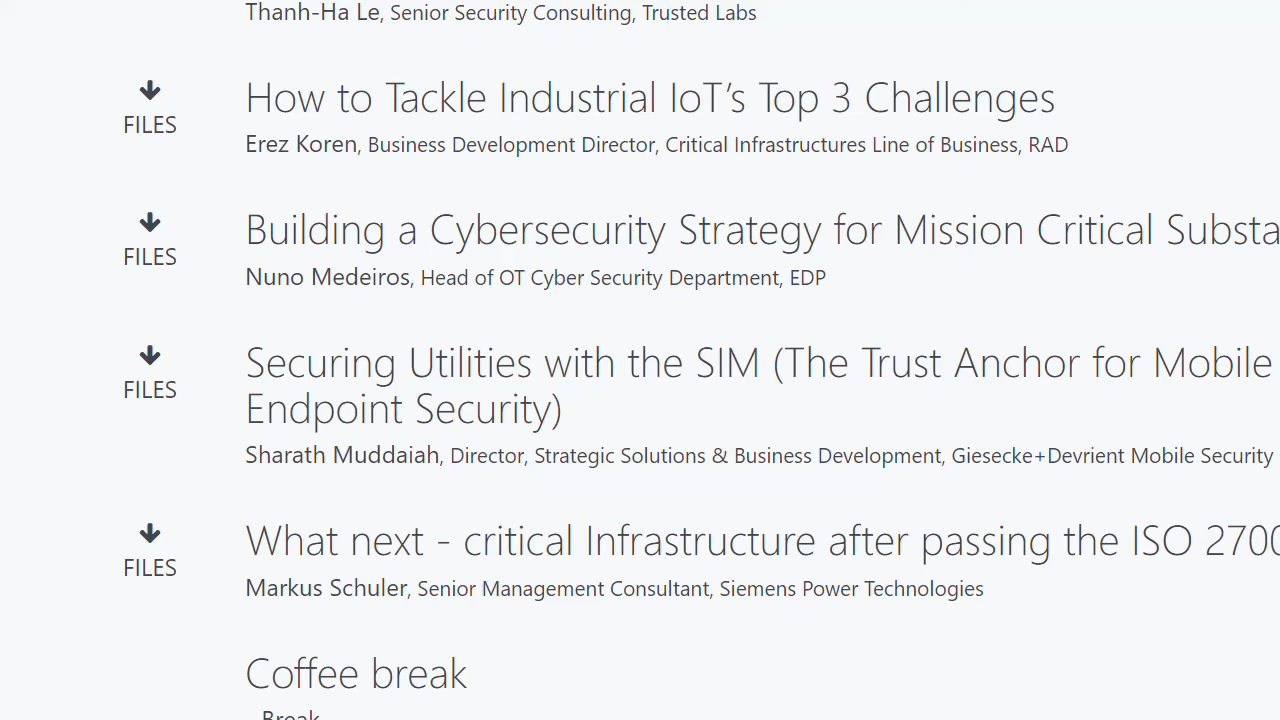 Thanh-Ha Le, Senior Security Consulting, Trusted Labs
FILES
How to Tackle Industrial IoT’s Top 3 Challenges
Erez Koren, Business Development Director, Critical Infrastructures Line of Business, RAD
FILES
Building a Cybersecurity Strategy for Mission Critical
Nuno Medeiros, Head of OT Cyber Security Department, EDP
FILES
Securing Utilities with the SIM (The Trust Anchor for Mobile
Endpoint Security)
Sharath Muddaiah, Director, Strategic Solutions & Business Development, Giesecke+Devrient Mobile Security
FILES
What next - critical Infrastructure after passing the ISO
Markus Schuler, Senior Management Consultant, Siemens Power Technologies
Coffee break
Break